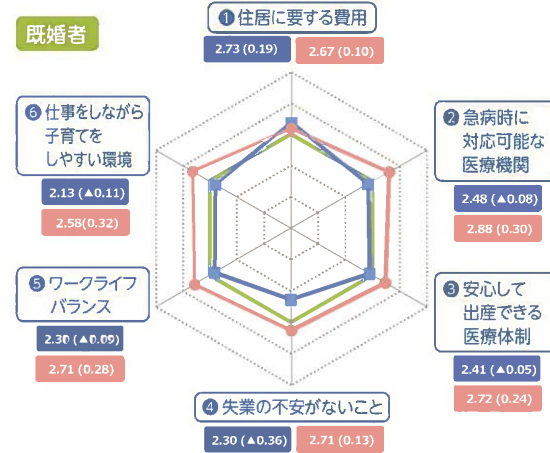 既婚者
❶住居に要する費用
2.73 (0.19) 2.67 (0.10)
❷急病時に
対応可能な
医療機関
2.48 (▲0.08)
2.88 (0.30)
❸安心して
出産できる
医療体制
2.41 (▲0.05)
2.72 (0.24)
❹失業の不安がないこと
2.30 (▲0.36) 2.71 (0.13)
❺ワークライフ
バランス
2.30 (▲0.09)
2.71 (0.28)
❻仕事をしながら
子育てを
しやすい環境
2.13 (▲0.11)
2.58(0.32)